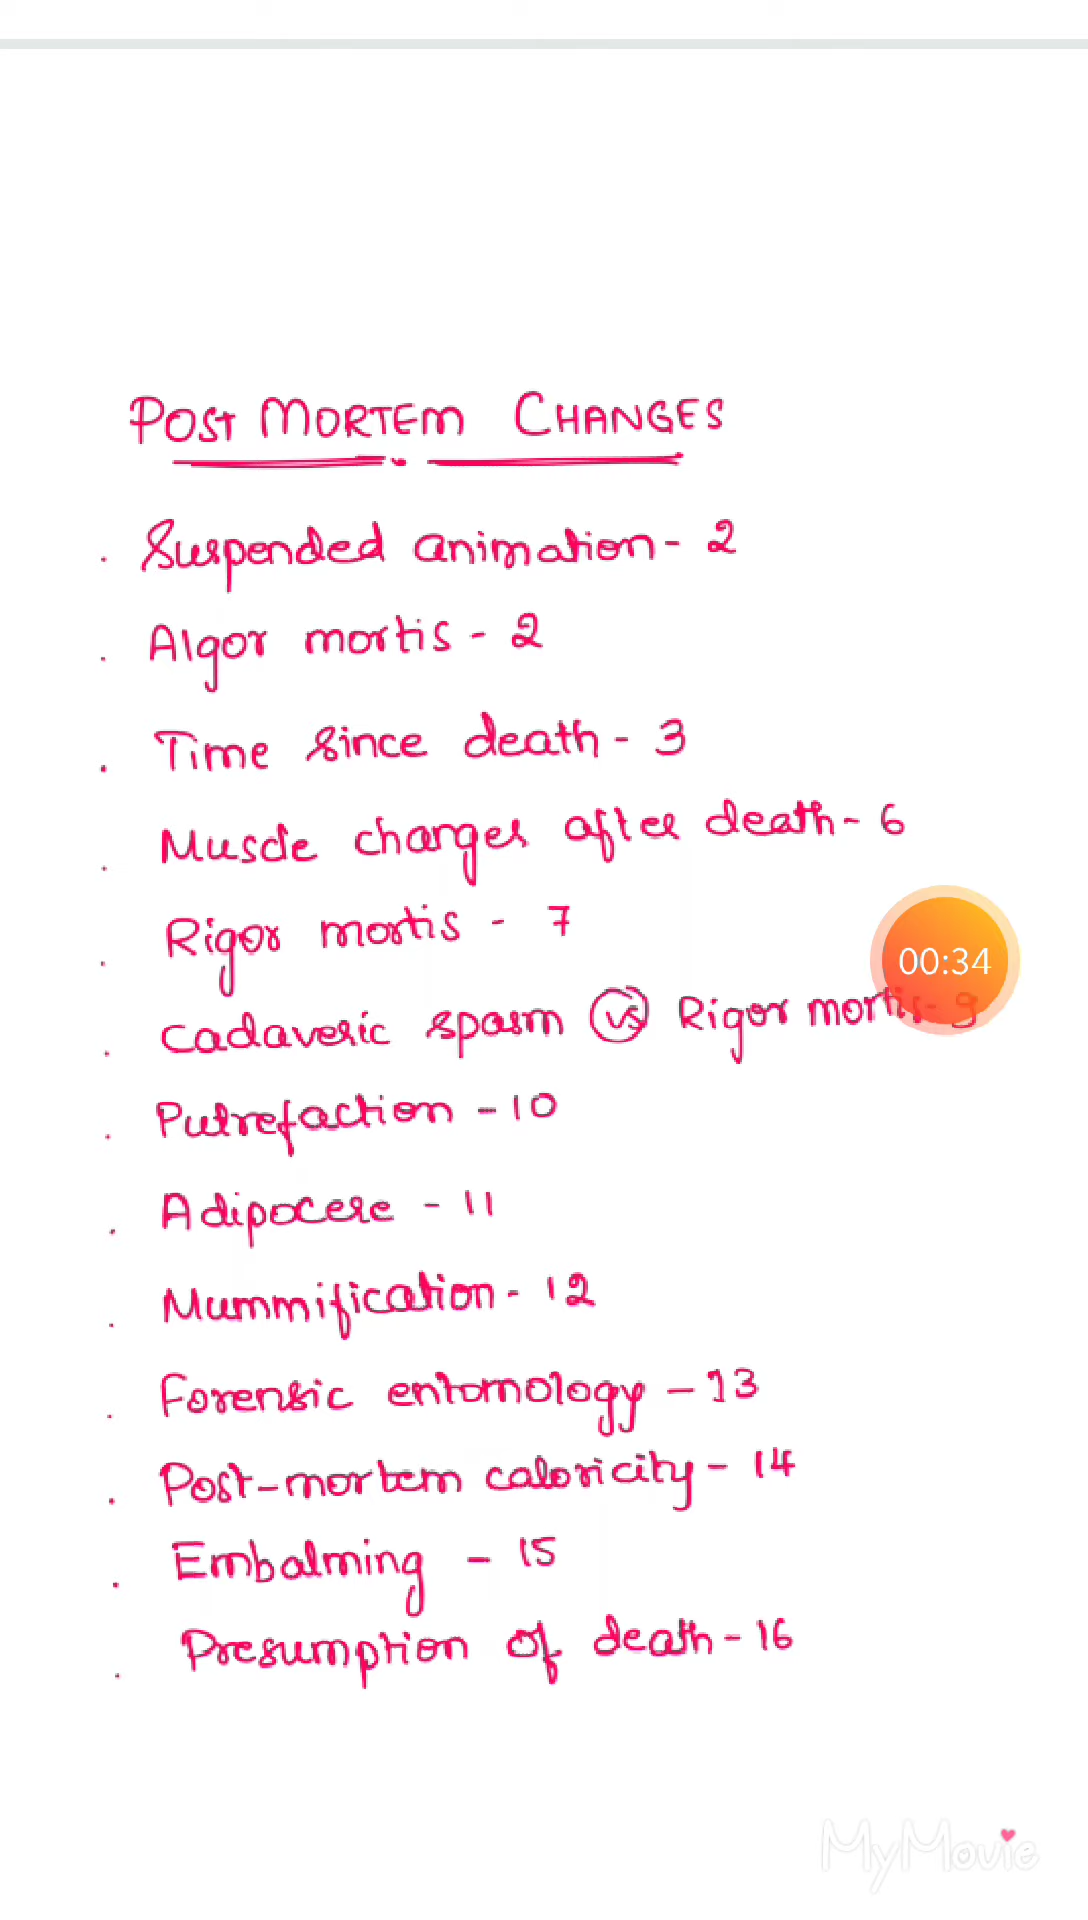 POST MORTEM CHANGES
. Suspended animation - 2
. Algor mortis - 2
. Time since death - 3
. Muscle changes after death - 6
. Rigor mortis - 7
00:34
. Cadaveric spasm vs Rigor mortis - 9
. Putrefaction - 10
. Adipocere - 11
. Mummification - 12
. Forensic entomology - 13
. Post-mortem caloricity - 14
. Embalming - 15
. Presumption of death - 16
MyMovie